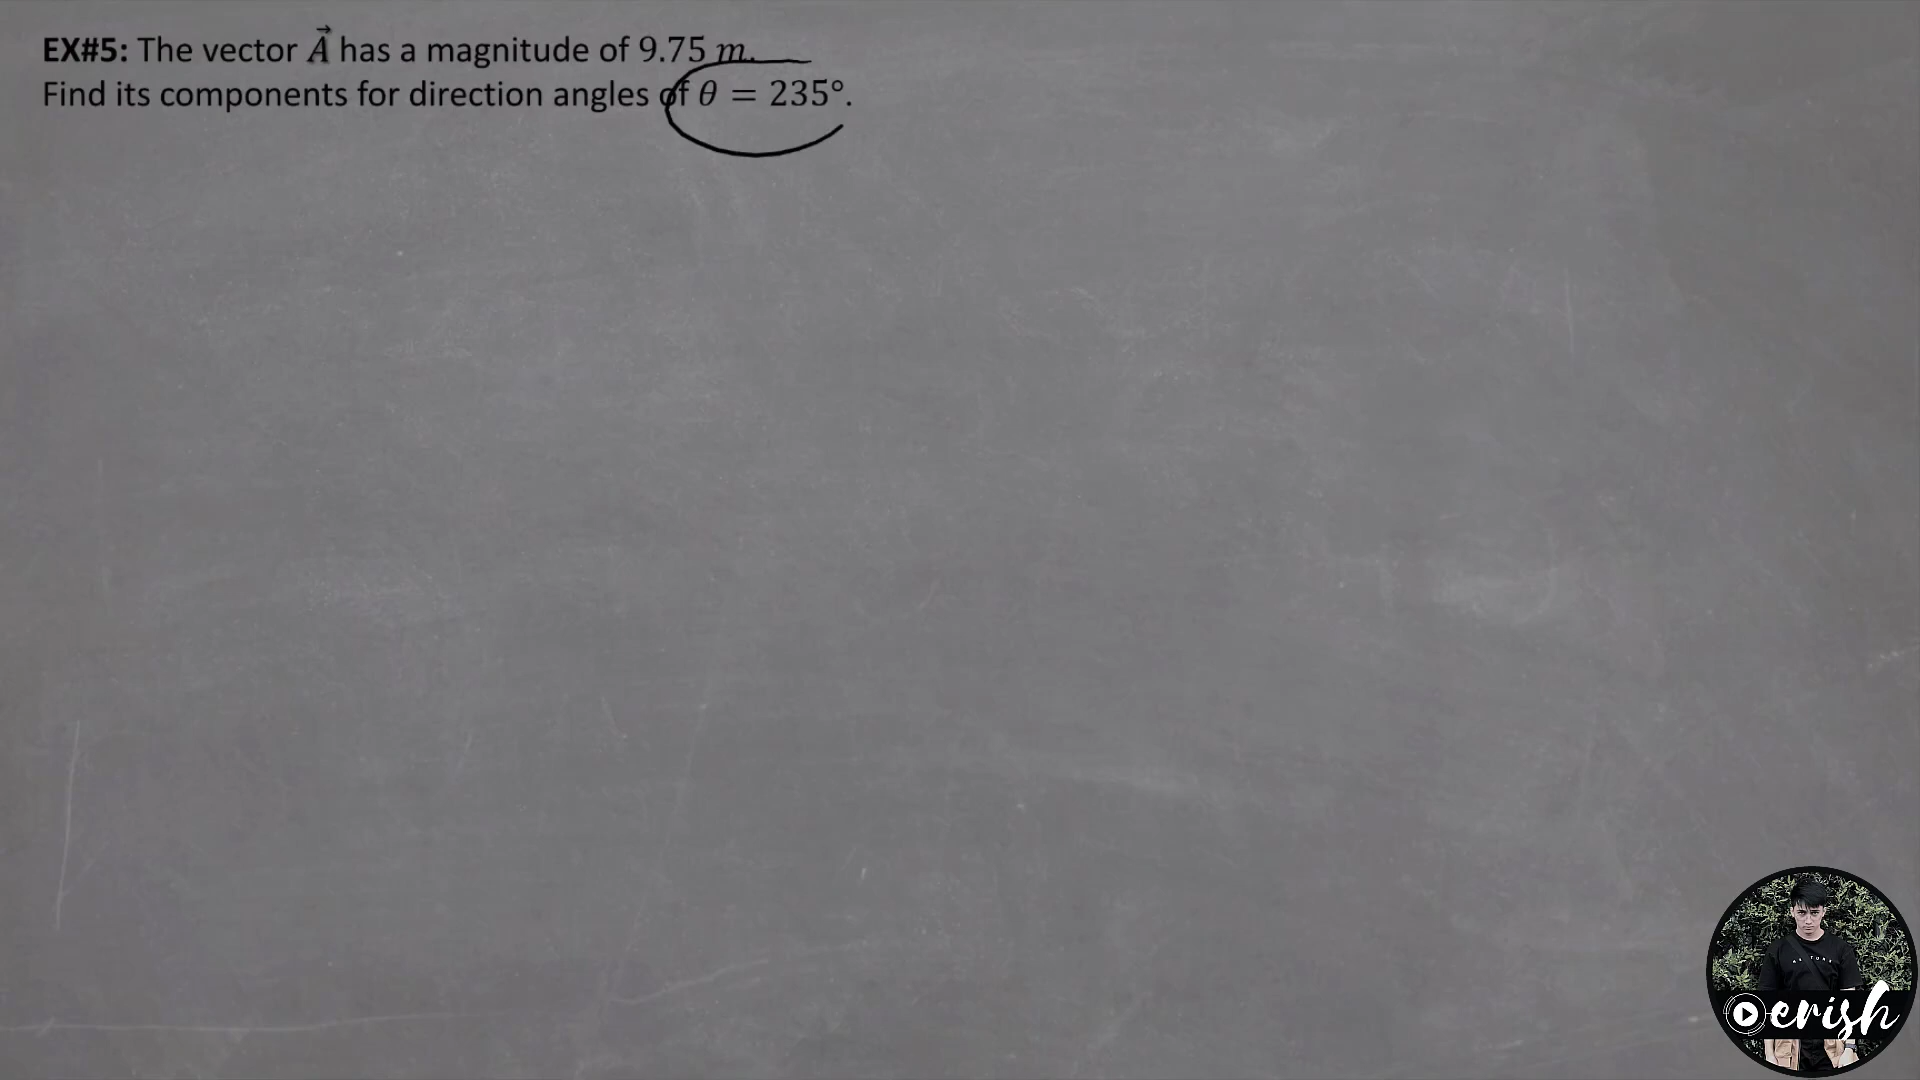 EX#5: The vector A⃗ has a magnitude of 9.75 m.
Find its components for direction angles of θ = 235°.
erish